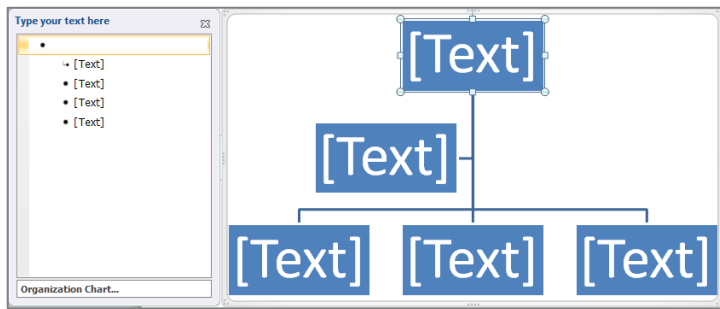 Type your text here
[Text]
[Text]
[Text]
[Text]
Organization Chart...
[Text]
[Text]
[Text] [Text] [Text]